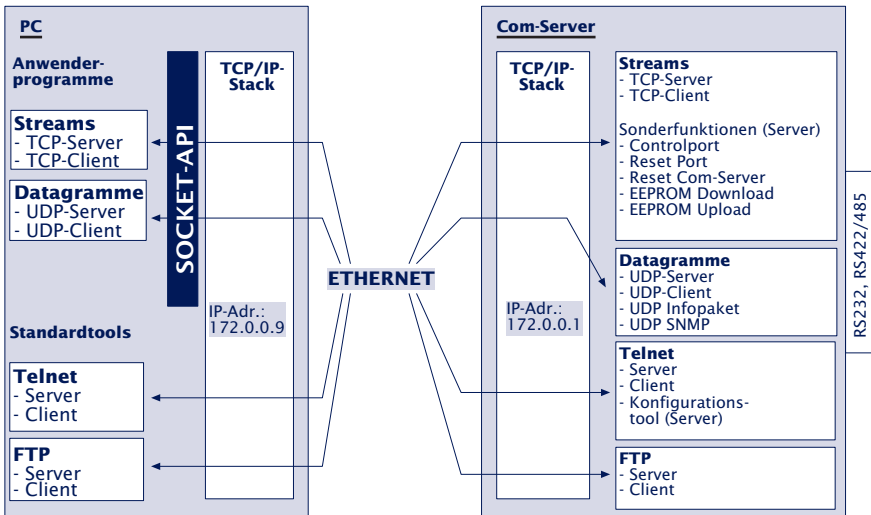 PC
Anwender-
programme
Streams
- TCP-Server
- TCP-Client
Datagramme
- UDP-Server
- UDP-Client
Standardtools
Telnet
- Server
- Client
FTP
- Server
- Client
SOCKET-API
TCP/IP-
Stack
IP-Adr.:
172.0.0.9
ETHERNET
Com-Server
TCP/IP-
Stack
IP-Adr.:
172.0.0.1
Streams
- TCP-Server
- TCP-Client
Sonderfunktionen (Server)
- Controlport
- Reset Port
- Reset Com-Server
- EEPROM Download
- EEPROM Upload
Datagramme
- UDP-Server
- UDP-Client
- UDP Infopaket
- UDP SNMP
Telnet
- Server
- Client
- Konfigurations-
tool (Server)
FTP
- Server
- Client
RS232, RS422/485